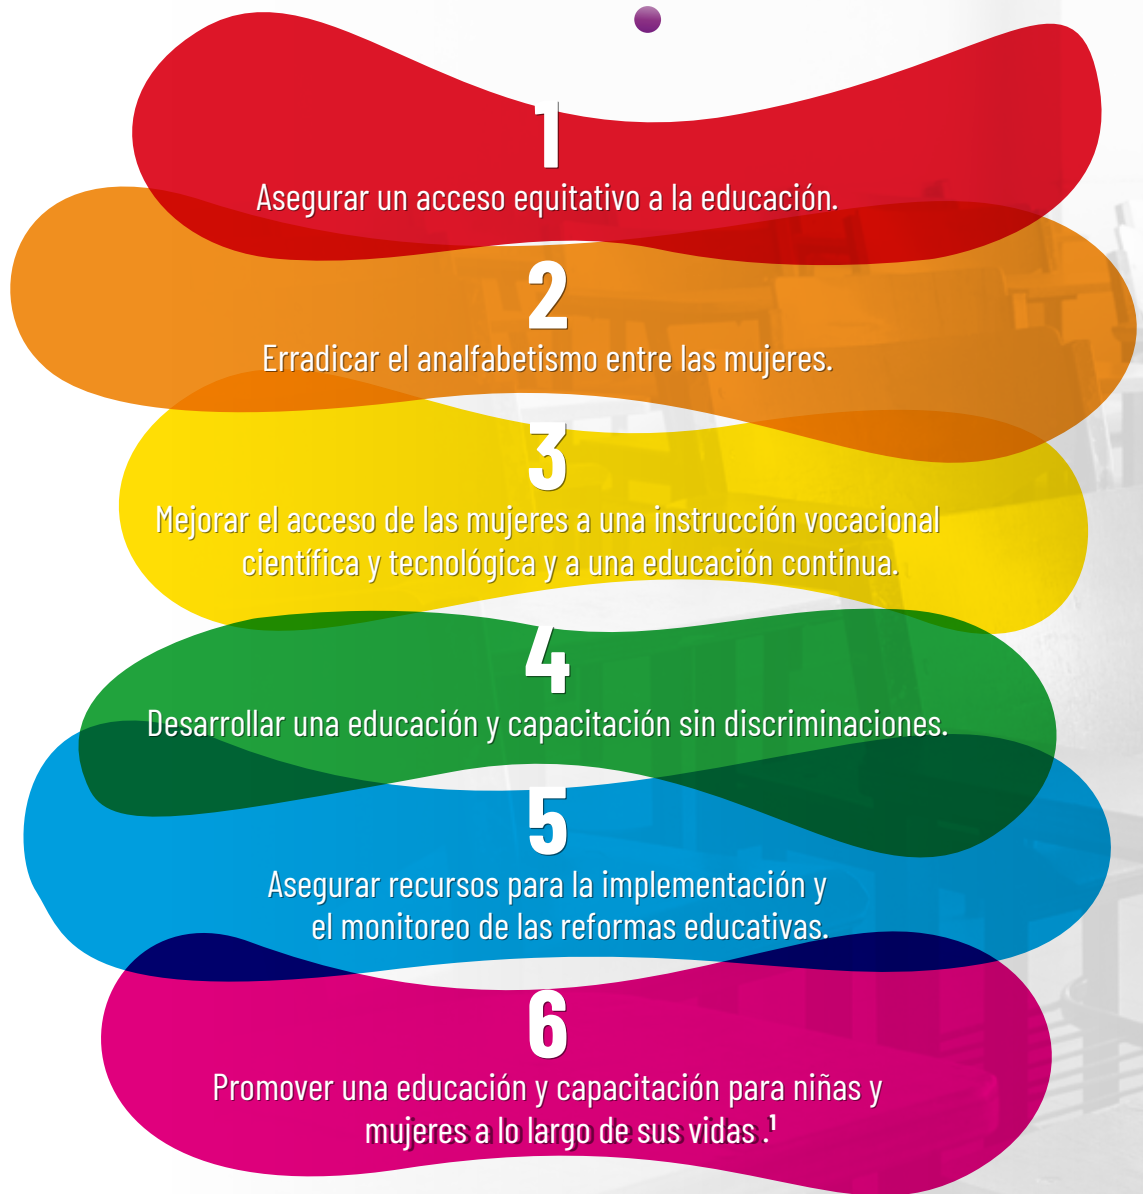 1
Asegurar un acceso equitativo a la educación.
2
Erradicar el analfabetismo entre las mujeres.
3
Mejorar el acceso de las mujeres a una instrucción vocacional
científica y tecnológica y a una educación continua.
4
Desarrollar una educación y capacitación sin discriminaciones.
5
Asegurar recursos para la implementación y
el monitoreo de las reformas educativas.
6
Promover una educación y capacitación para niñas y
mujeres a lo largo de sus vidas .¹